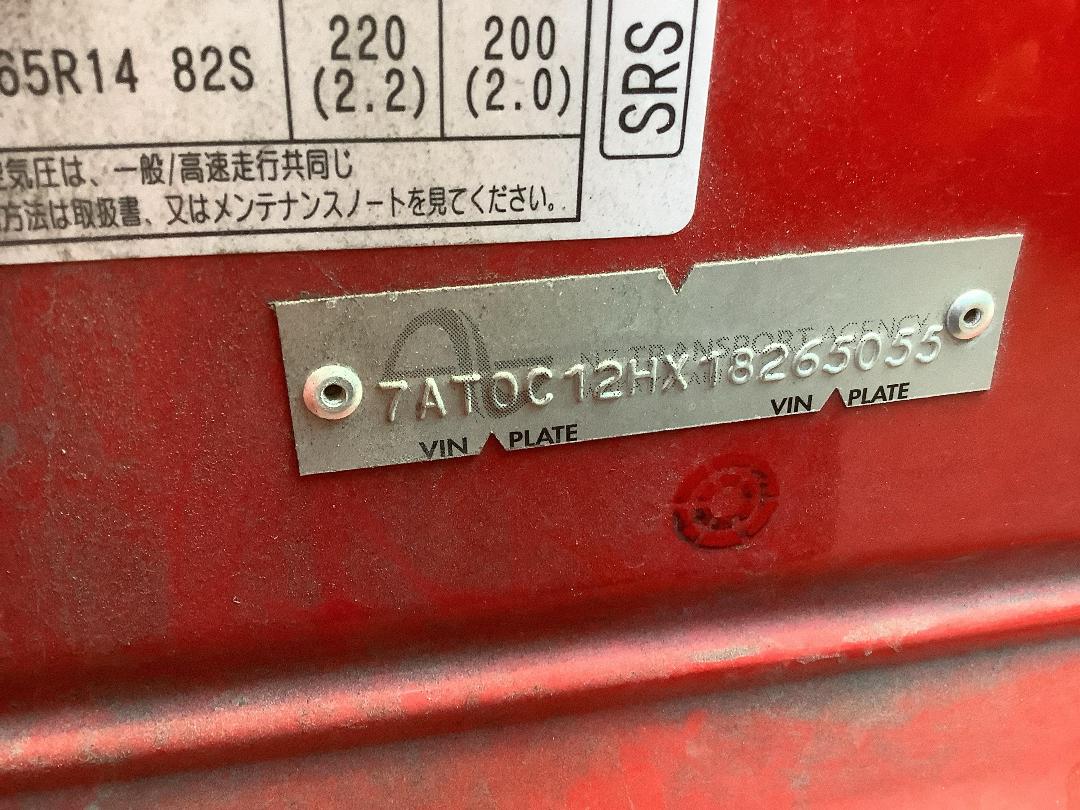 65R14 82S
220
(2.2)
200
(2.0)
SRS
気圧は、一般/高速走行共同じ
方法は取扱書、又はメンテナンスノートを見てください。
NZ TRANSPORT AGENCY
7AT0C12HX18265055
VIN PLATE
VIN PLATE